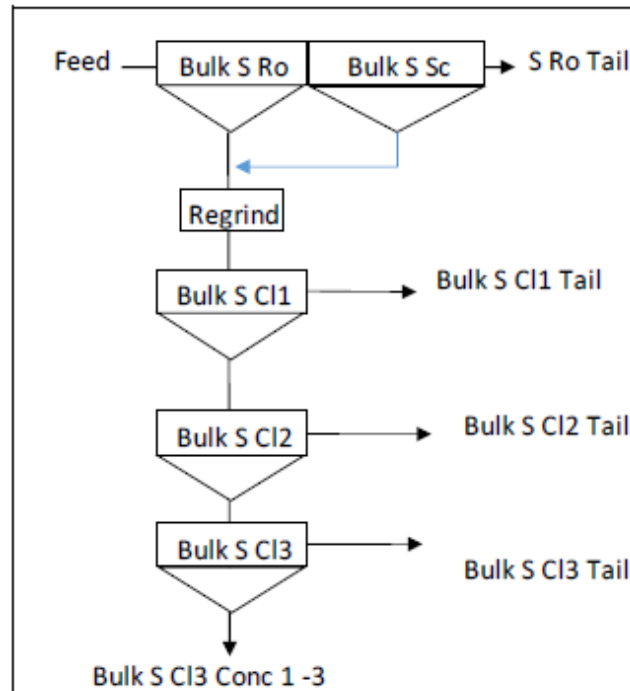 Feed
Bulk S Ro
Bulk S Sc
S Ro Tail
Regrind
Bulk S Cl1
Bulk S Cl1 Tail
Bulk S Cl2
Bulk S Cl2 Tail
Bulk S Cl3
Bulk S Cl3 Tail
Bulk S Cl3 Conc 1 -3